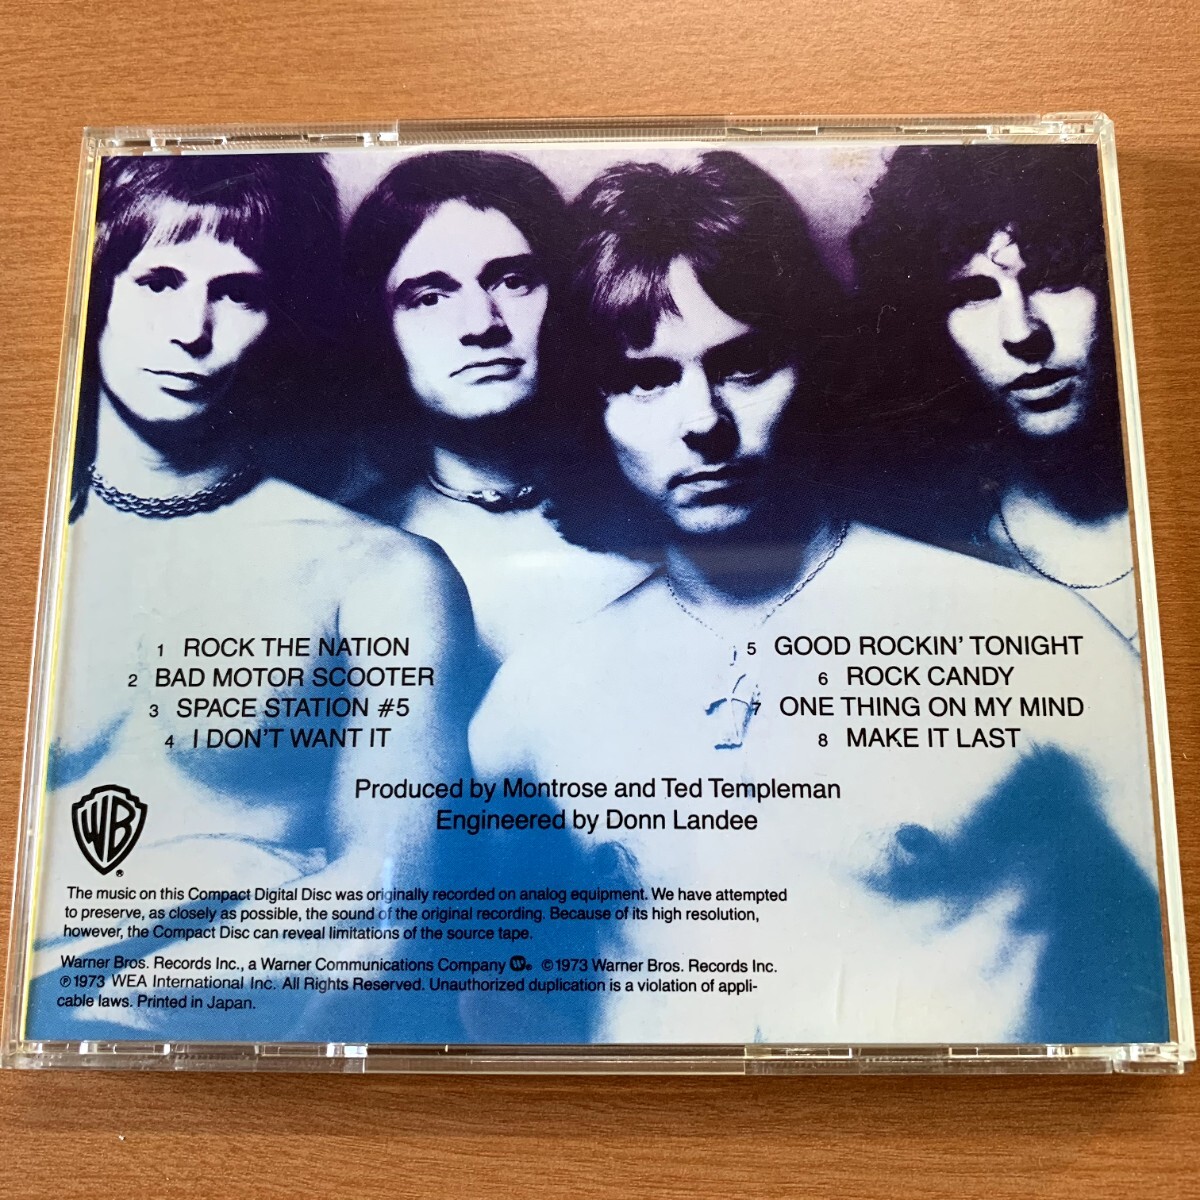 1 ROCK THE NATION
2 BAD MOTOR SCOOTER
3 SPACE STATION #5
4 I DON'T WANT IT
5 GOOD ROCKIN' TONIGHT
6 ROCK CANDY
7 ONE THING ON MY MIND
8 MAKE IT LAST
Produced by Montrose and Ted Templeman
Engineered by Donn Landee
WB
®
The music on this Compact Digital Disc was originally recorded on analog equipment. We have attempted
to preserve, as closely as possible, the sound of the original recording. Because of its high resolution,
however, the Compact Disc can reveal limitations of the source tape.
Warner Bros. Records Inc., a Warner Communications Company W® ©1973 Warner Bros. Records Inc.
℗1973 WEA International Inc. All Rights Reserved. Unauthorized duplication is a violation of appli-
cable laws. Printed in Japan.